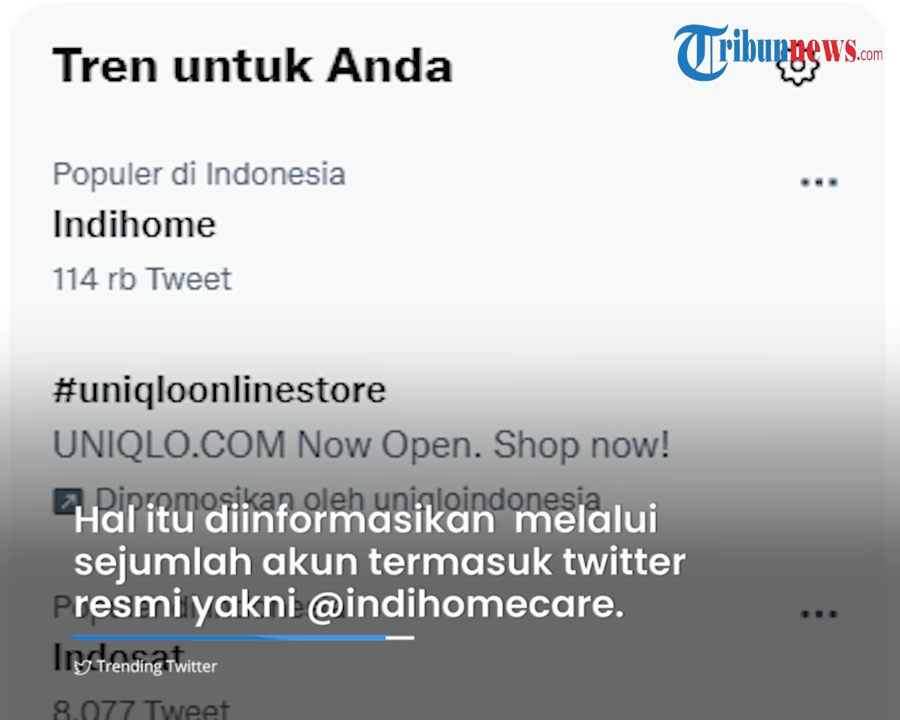 Tren untuk Anda
Tribunnews.com
Populer di Indonesia
Indihome
114 rb Tweet
#uniqloonlinestore
UNIQLO.COM Now Open. Shop now!
Dipromosikan oleh uniqloindonesia
Hal itu diinformasikan melalui
sejumlah akun termasuk twitter
resmi yakni @indihomecare.
Indosat
Trending Twitter
8.077 Tweet